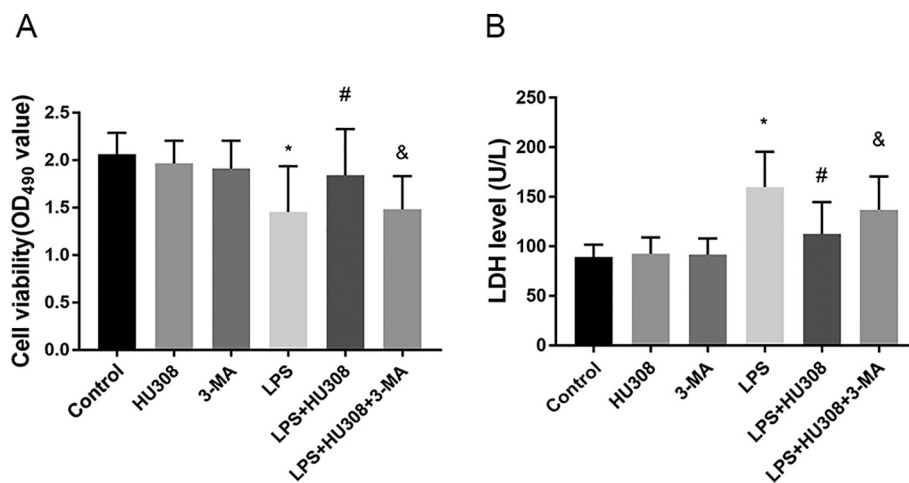 A
Cell viability(OD490 value)
2.5
2.0
1.5
1.0
0.5
0.0
*
#
&
Control
HU308
3-MA
LPS
LPS+HU308
LPS+HU308+3-MA
B
LDH level (U/L)
250
200
150
100
50
0
*
#
&
Control
HU308
3-MA
LPS
LPS+HU308
LPS+HU308+3-MA